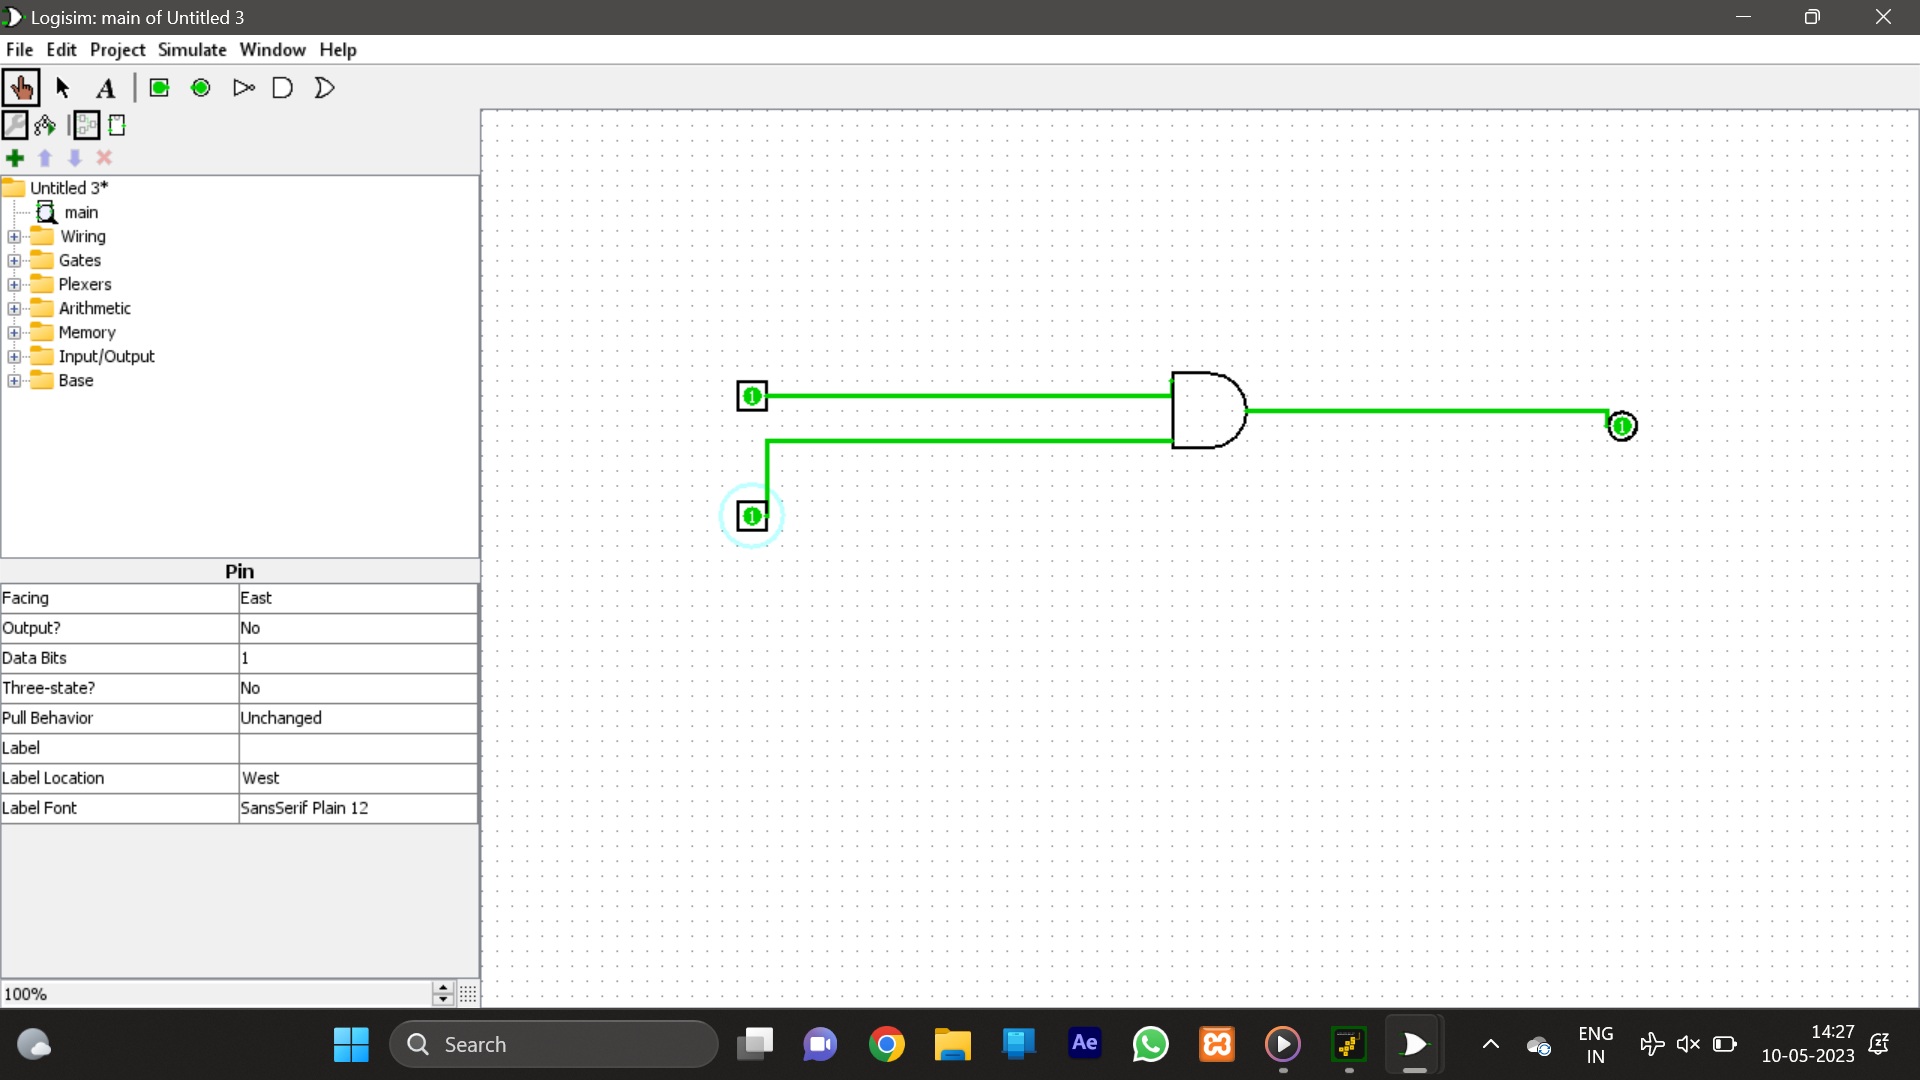 Logisim: main of Untitled 3
File Edit Project Simulate Window Help
A
Untitled 3*
main
Wiring
Gates
Plexers
Arithmetic
Memory
Input/Output
Base
1
1
1
Pin
Facing East
Output? No
Data Bits 1
Three-state? No
Pull Behavior Unchanged
Label
Label Location West
Label Font SansSerif Plain 12
100%
Search
Ae
ENG
IN
14:27
10-05-2023